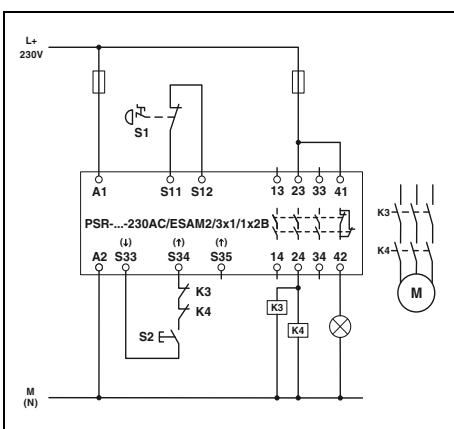 L+
230V
S1
A1 S11 S12 13 23 33 41
PSR-...-230AC/ESAM2/3x1/1x2B
(↓) (↑) (↑)
A2 S33 S34 S35 14 24 34 42
K3
K4
M
K3
K4
S2
K3
K4
M
(N)